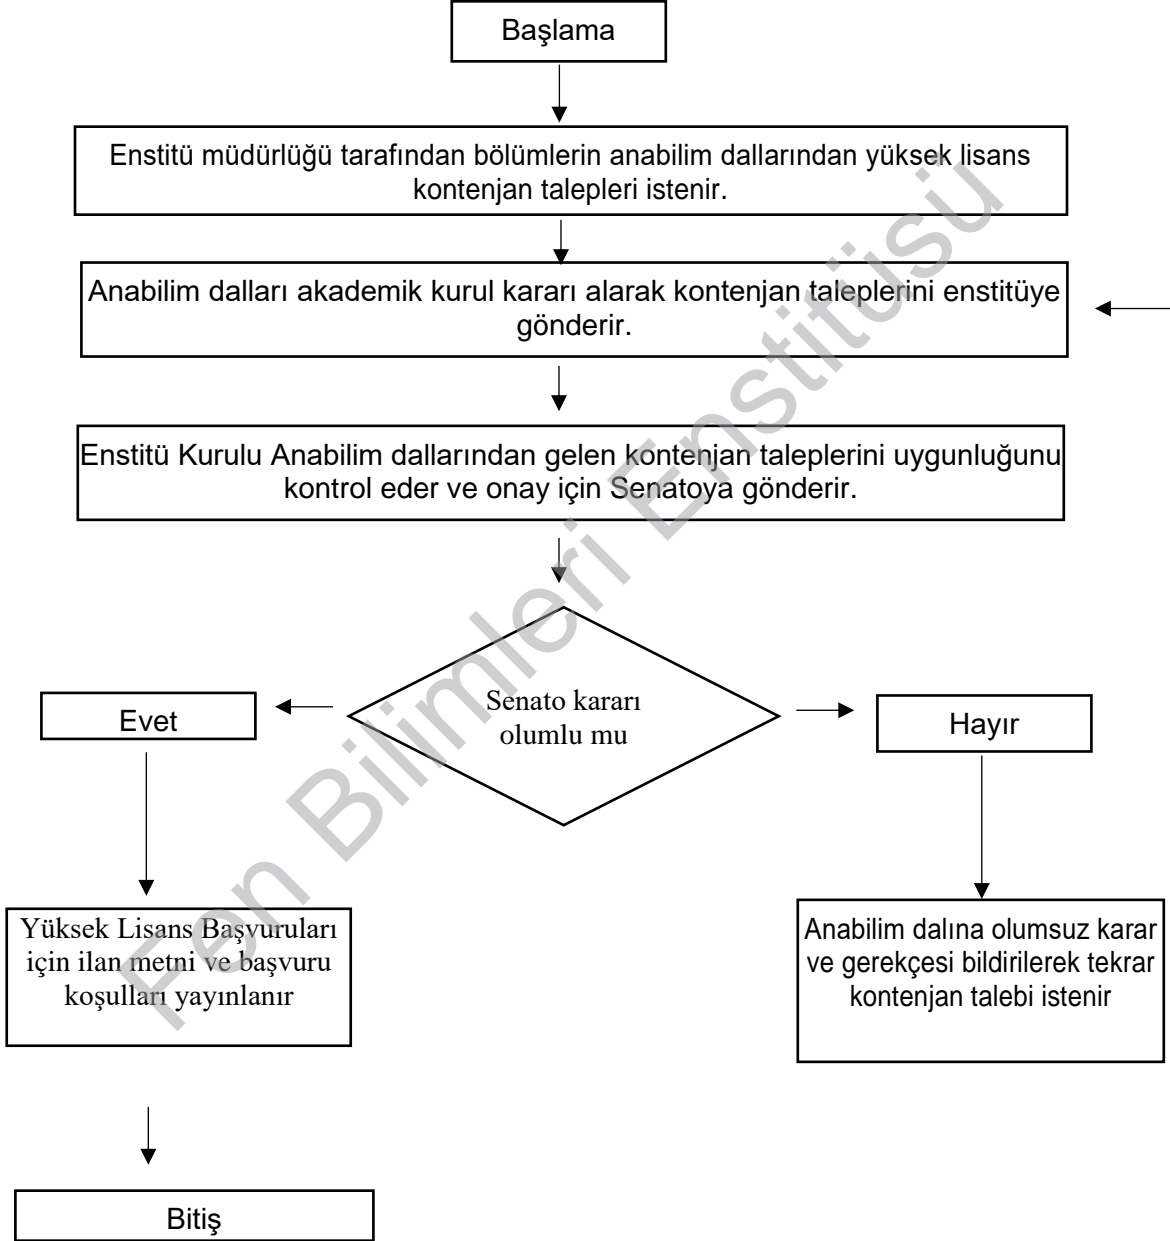 Başlama
Enstitü müdürlüğü tarafından bölümlerin anabilim dallarından yüksek lisans
kontenjan talepleri istenir.
Anabilim dalları akademik kurul kararı alarak kontenjan taleplerini enstitüye
gönderir.
Enstitü Kurulu Anabilim dallarından gelen kontenjan taleplerini uygunluğunu
kontrol eder ve onay için Senatoya gönderir.
Senato kararı
olumlu mu
Evet
Hayır
Yüksek Lisans Başvuruları
için ilan metni ve başvuru
koşulları yayınlanır
Anabilim dalına olumsuz karar
ve gerekçesi bildirilerek tekrar
kontenjan talebi istenir
Bitiş
Fen Bilimleri Enstitüsü